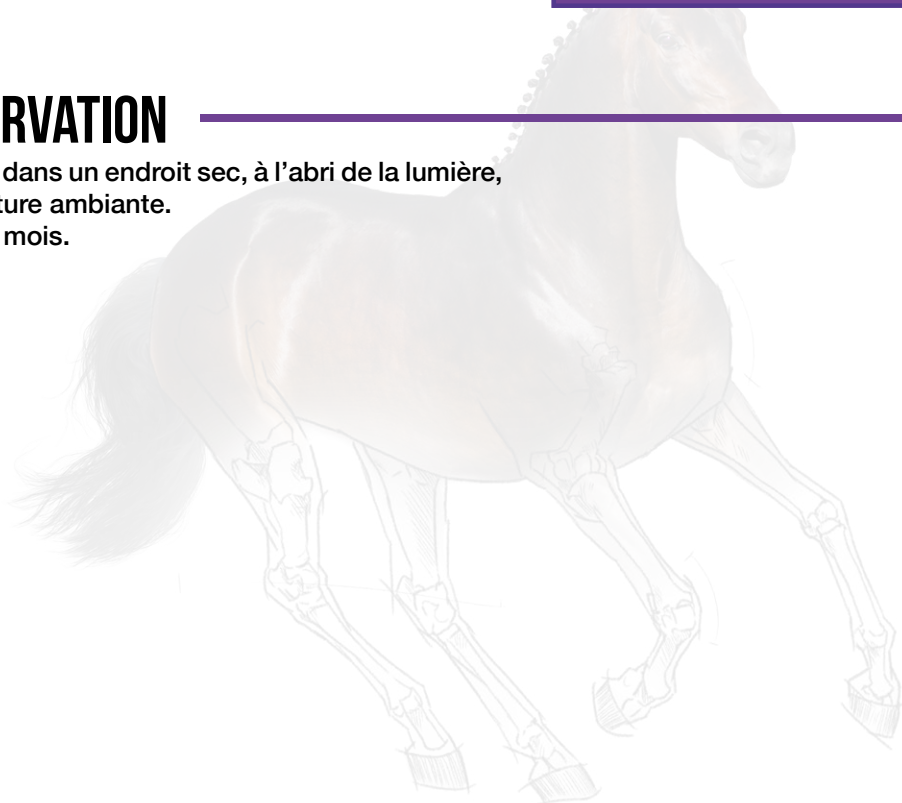 RVATION
dans un endroit sec, à l’abri de la lumière,
ture ambiante.
mois.